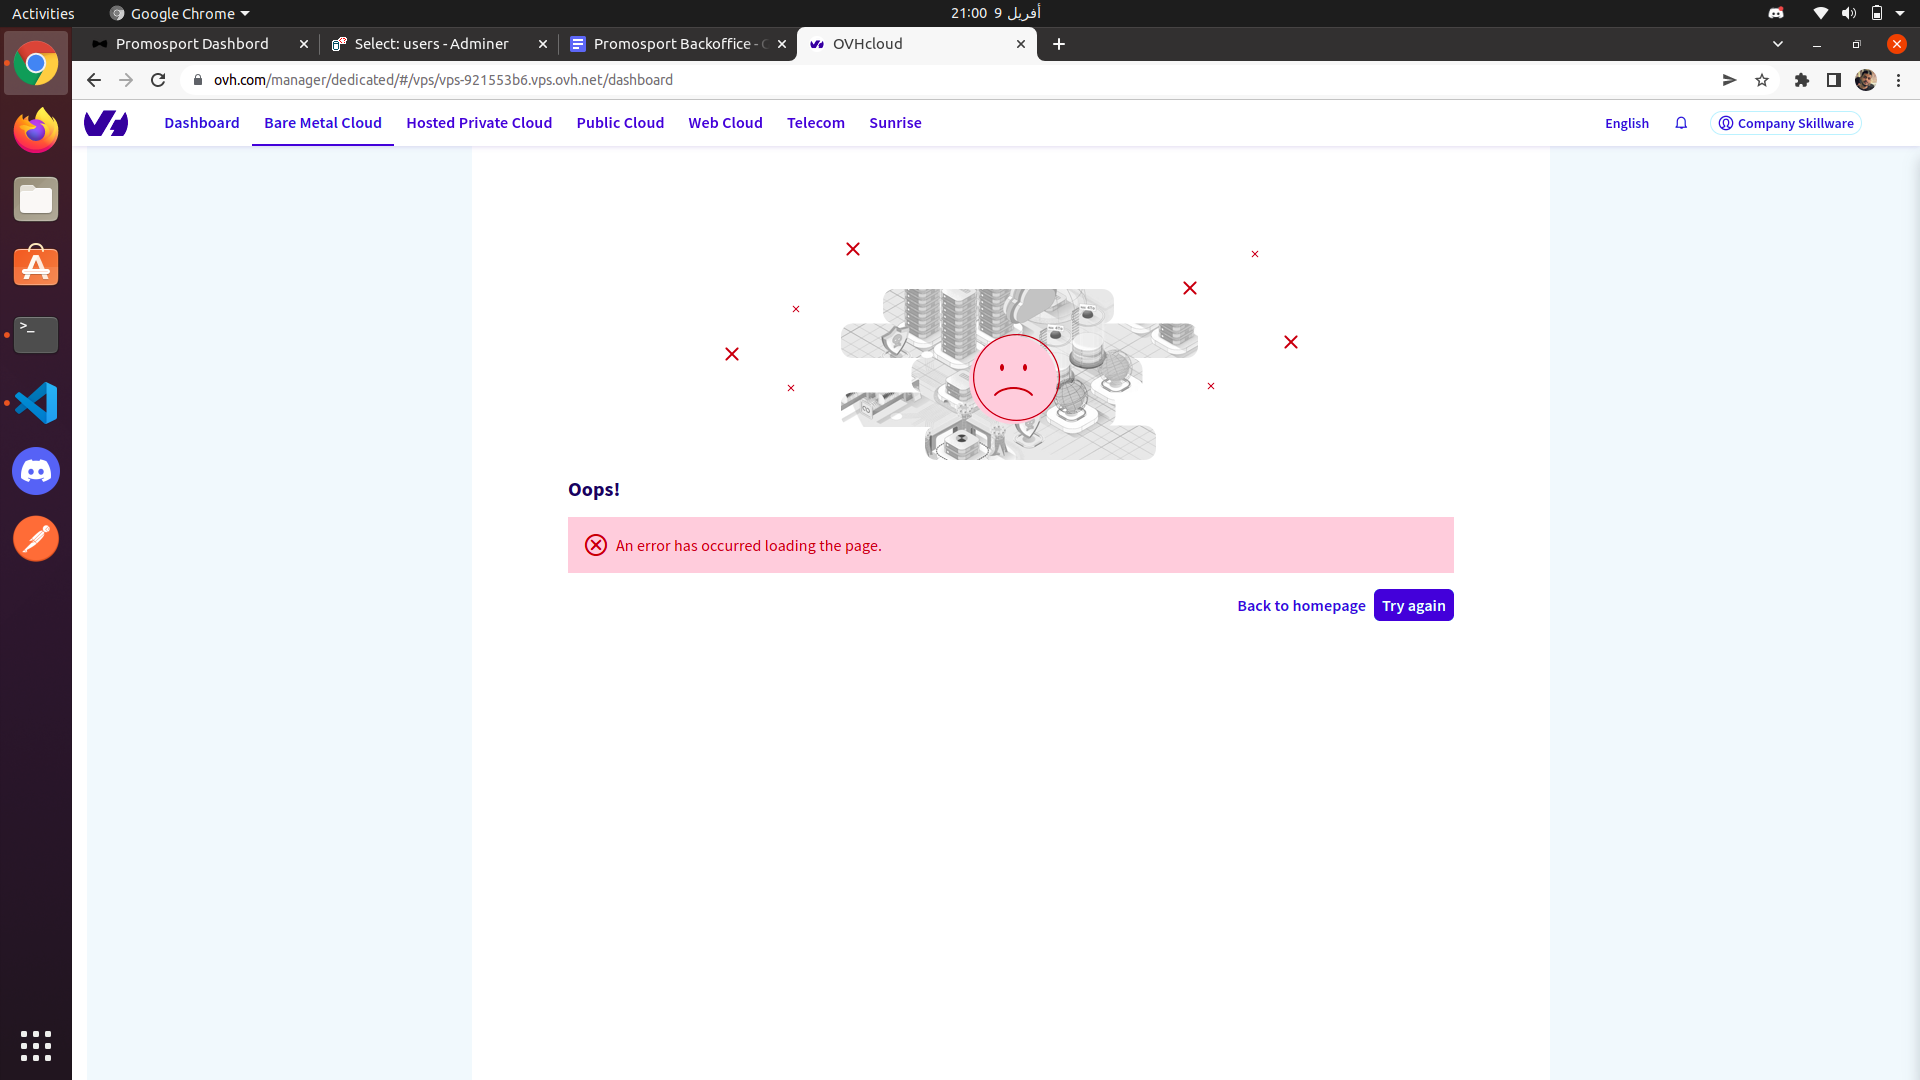 Activities
Google Chrome
21:00 9 أفريل
Promosport Dashbord
Select: users - Adminer
Promosport Backoffice -
OVHcloud
ovh.com/manager/dedicated/#/vps/vps-921553b6.vps.ovh.net/dashboard
Dashboard
Bare Metal Cloud
Hosted Private Cloud
Public Cloud
Web Cloud
Telecom
Sunrise
English
Company Skillware
Oops!
An error has occurred loading the page.
Back to homepage
Try again